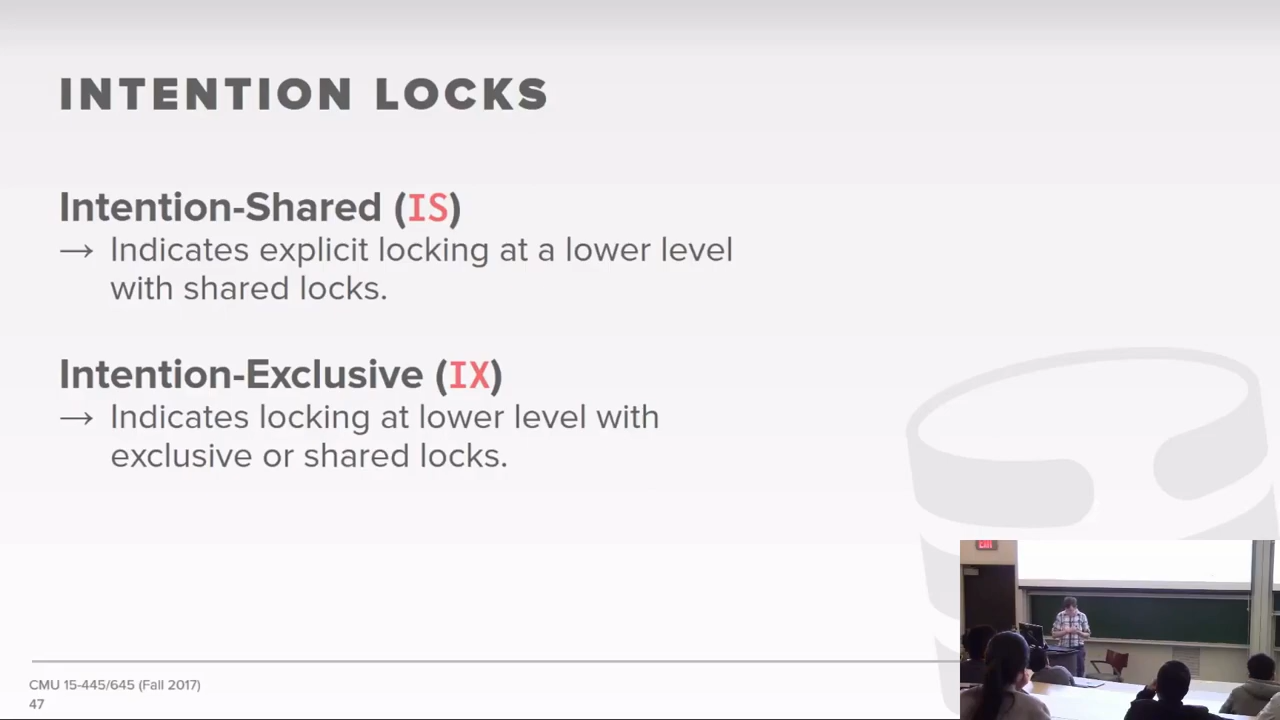 INTENTION LOCKS
Intention-Shared (IS)
→ Indicates explicit locking at a lower level
with shared locks.
Intention-Exclusive (IX)
→ Indicates locking at lower level with
exclusive or shared locks.
CMU 15-445/645 (Fall 2017)
47
EXIT